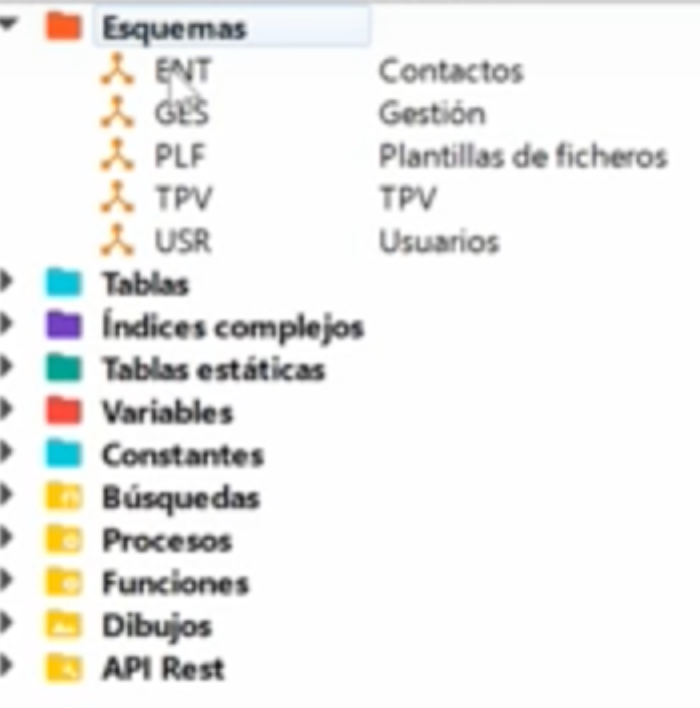 Esquemas
ENT Contactos
GES Gestión
PLF Plantillas de ficheros
TPV TPV
USR Usuarios
Tablas
Índices complejos
Tablas estáticas
Variables
Constantes
Búsquedas
Procesos
Funciones
Dibujos
API Rest